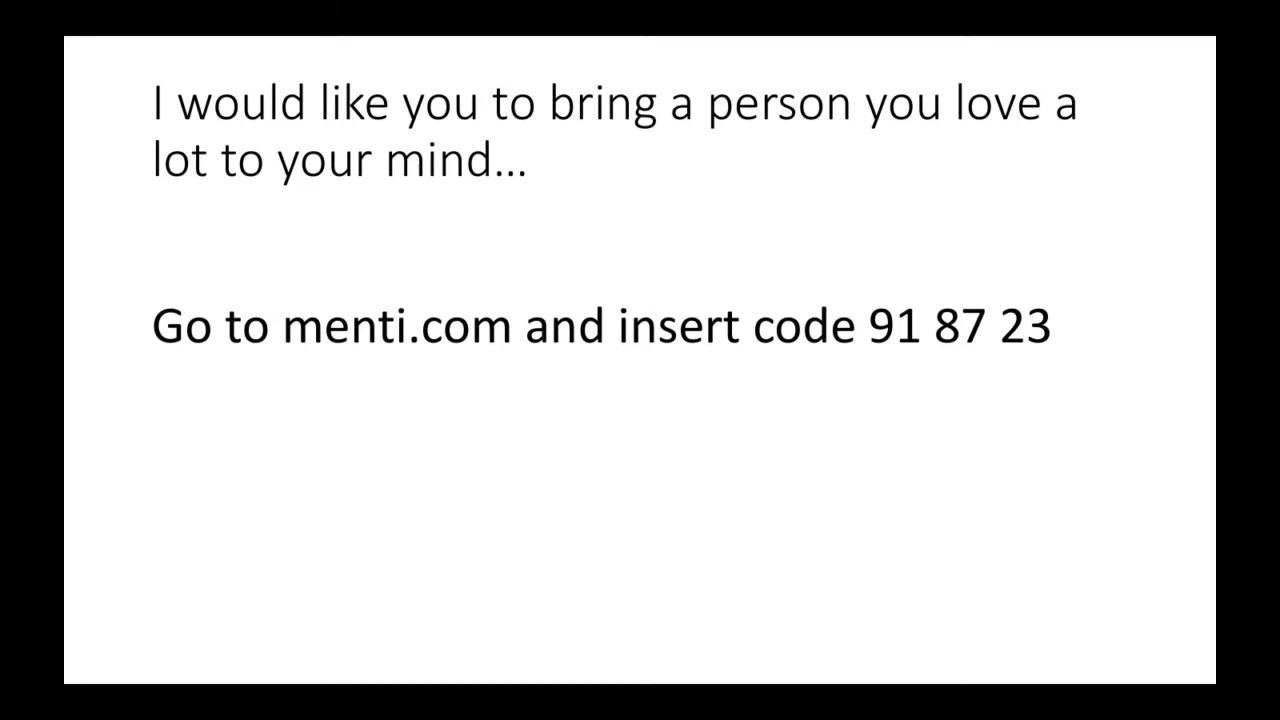 I would like you to bring a person you love a
lot to your mind...
Go to menti.com and insert code 91 87 23